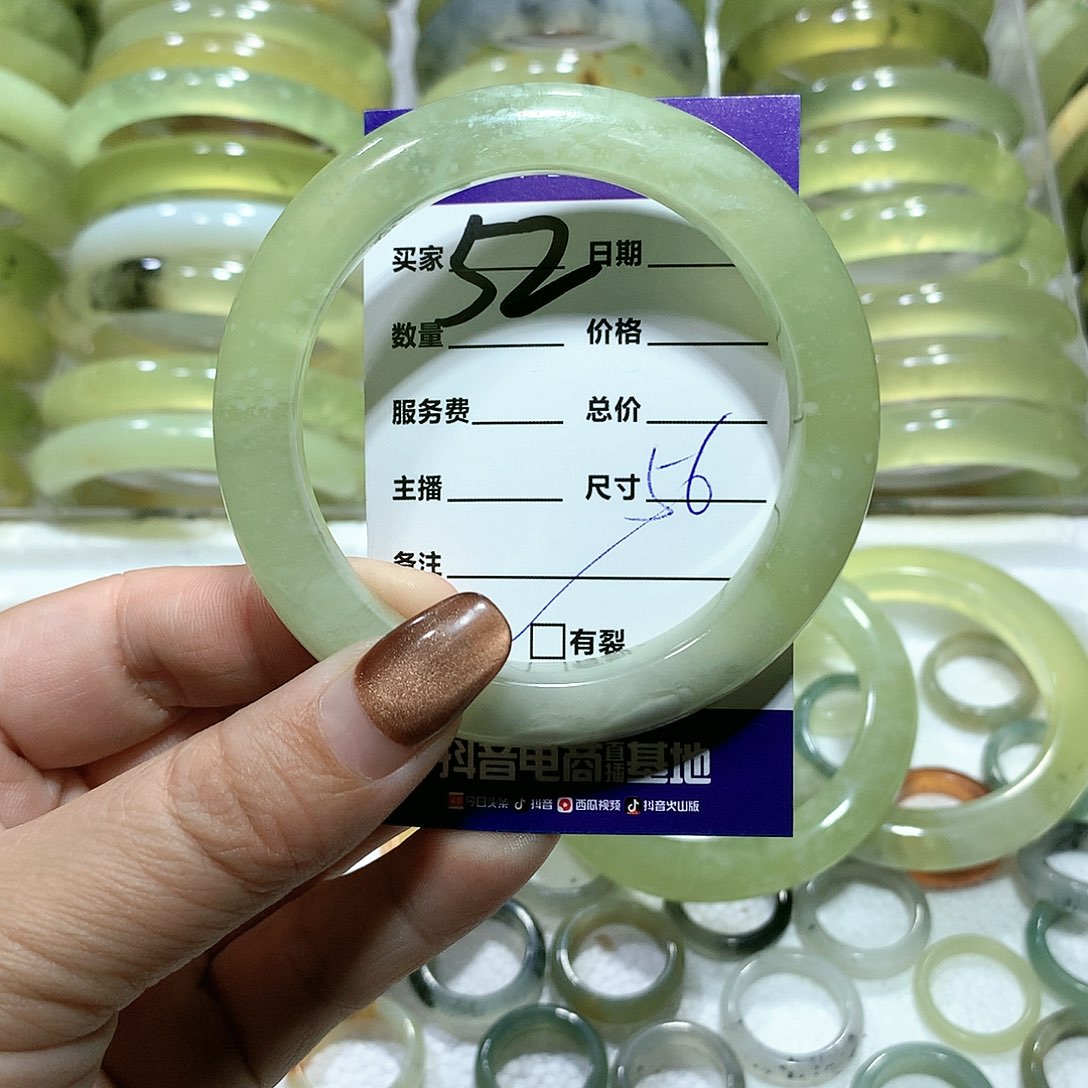 买家 52 日期
数量 价格
服务费 总价
主播 尺寸 56
备注
有裂
抖音电商直播基地
今日头条 抖音 西瓜视频 抖音火山版